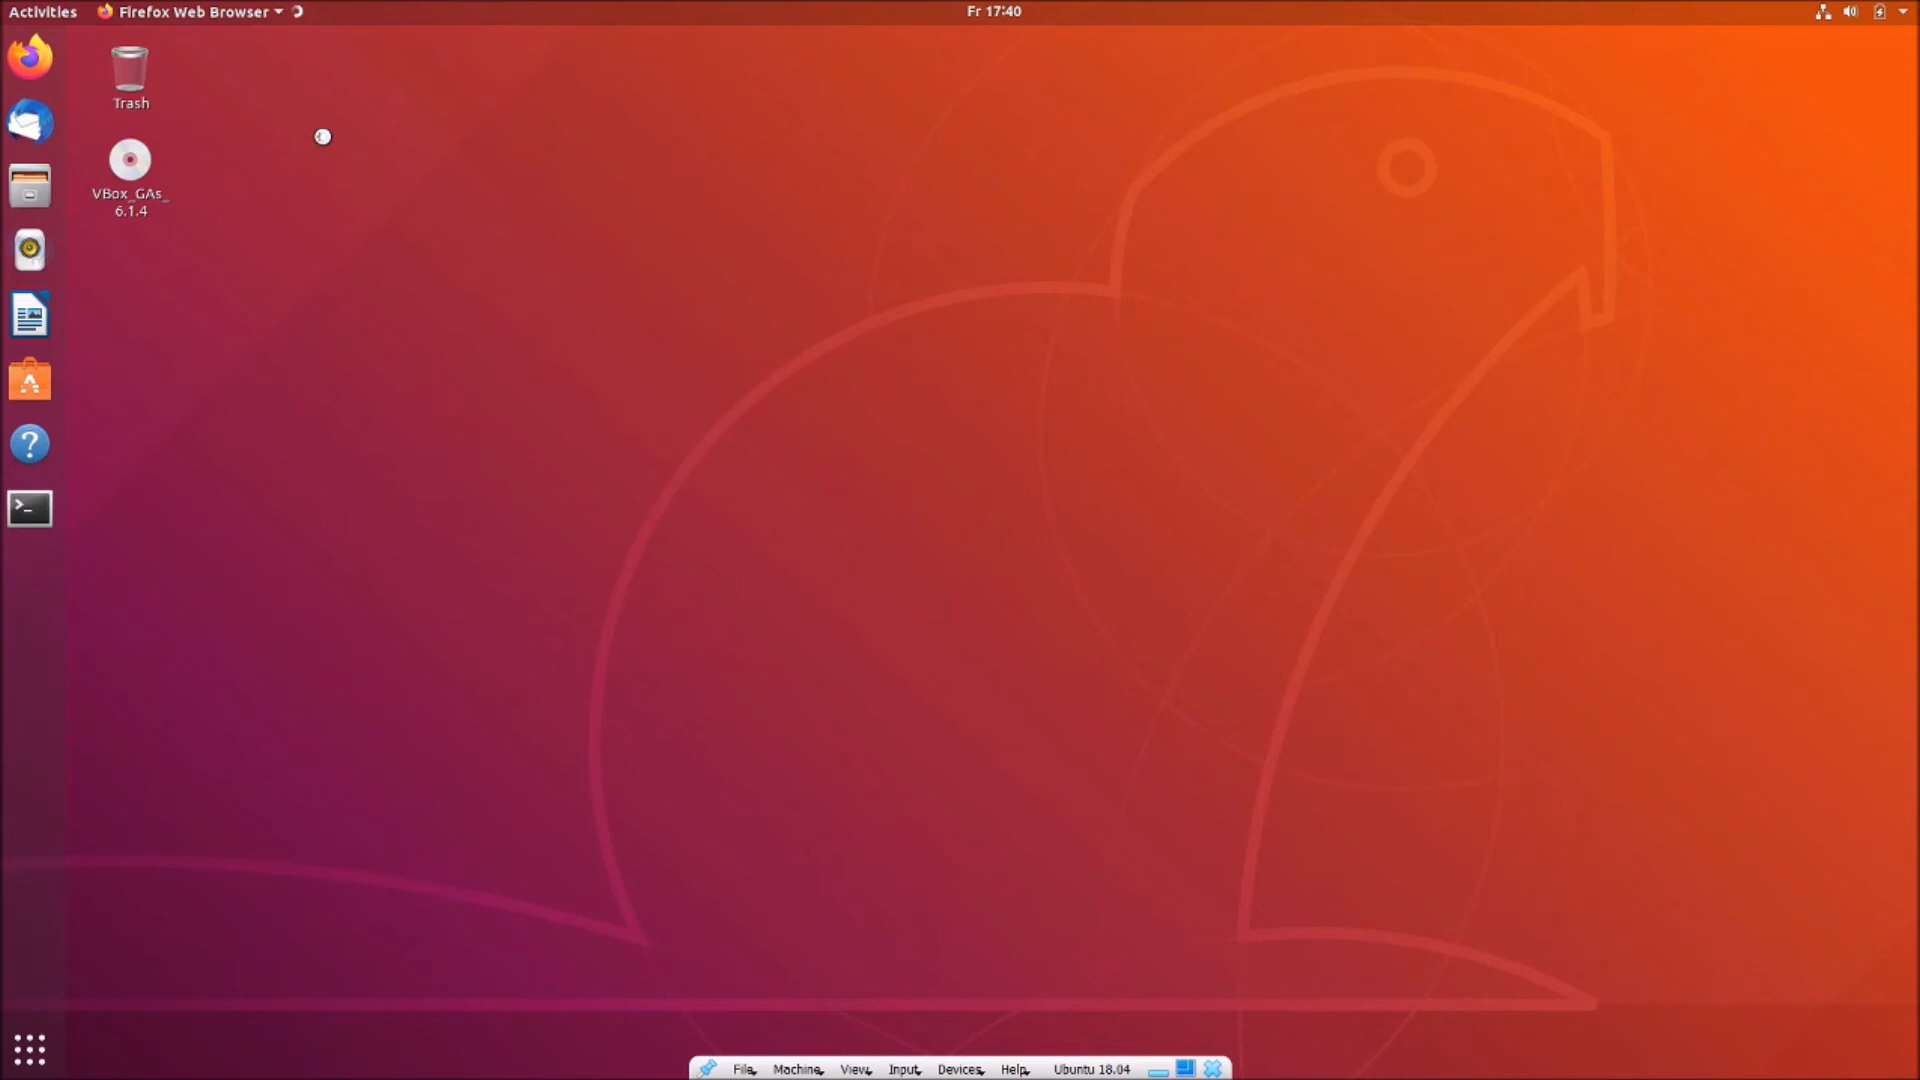 Activities
Firefox Web Browser
Fr 17:40
Trash
VBox_GAs_
6.1.4
File
Machine
View
Input
Devices
Help
Ubuntu 18.04